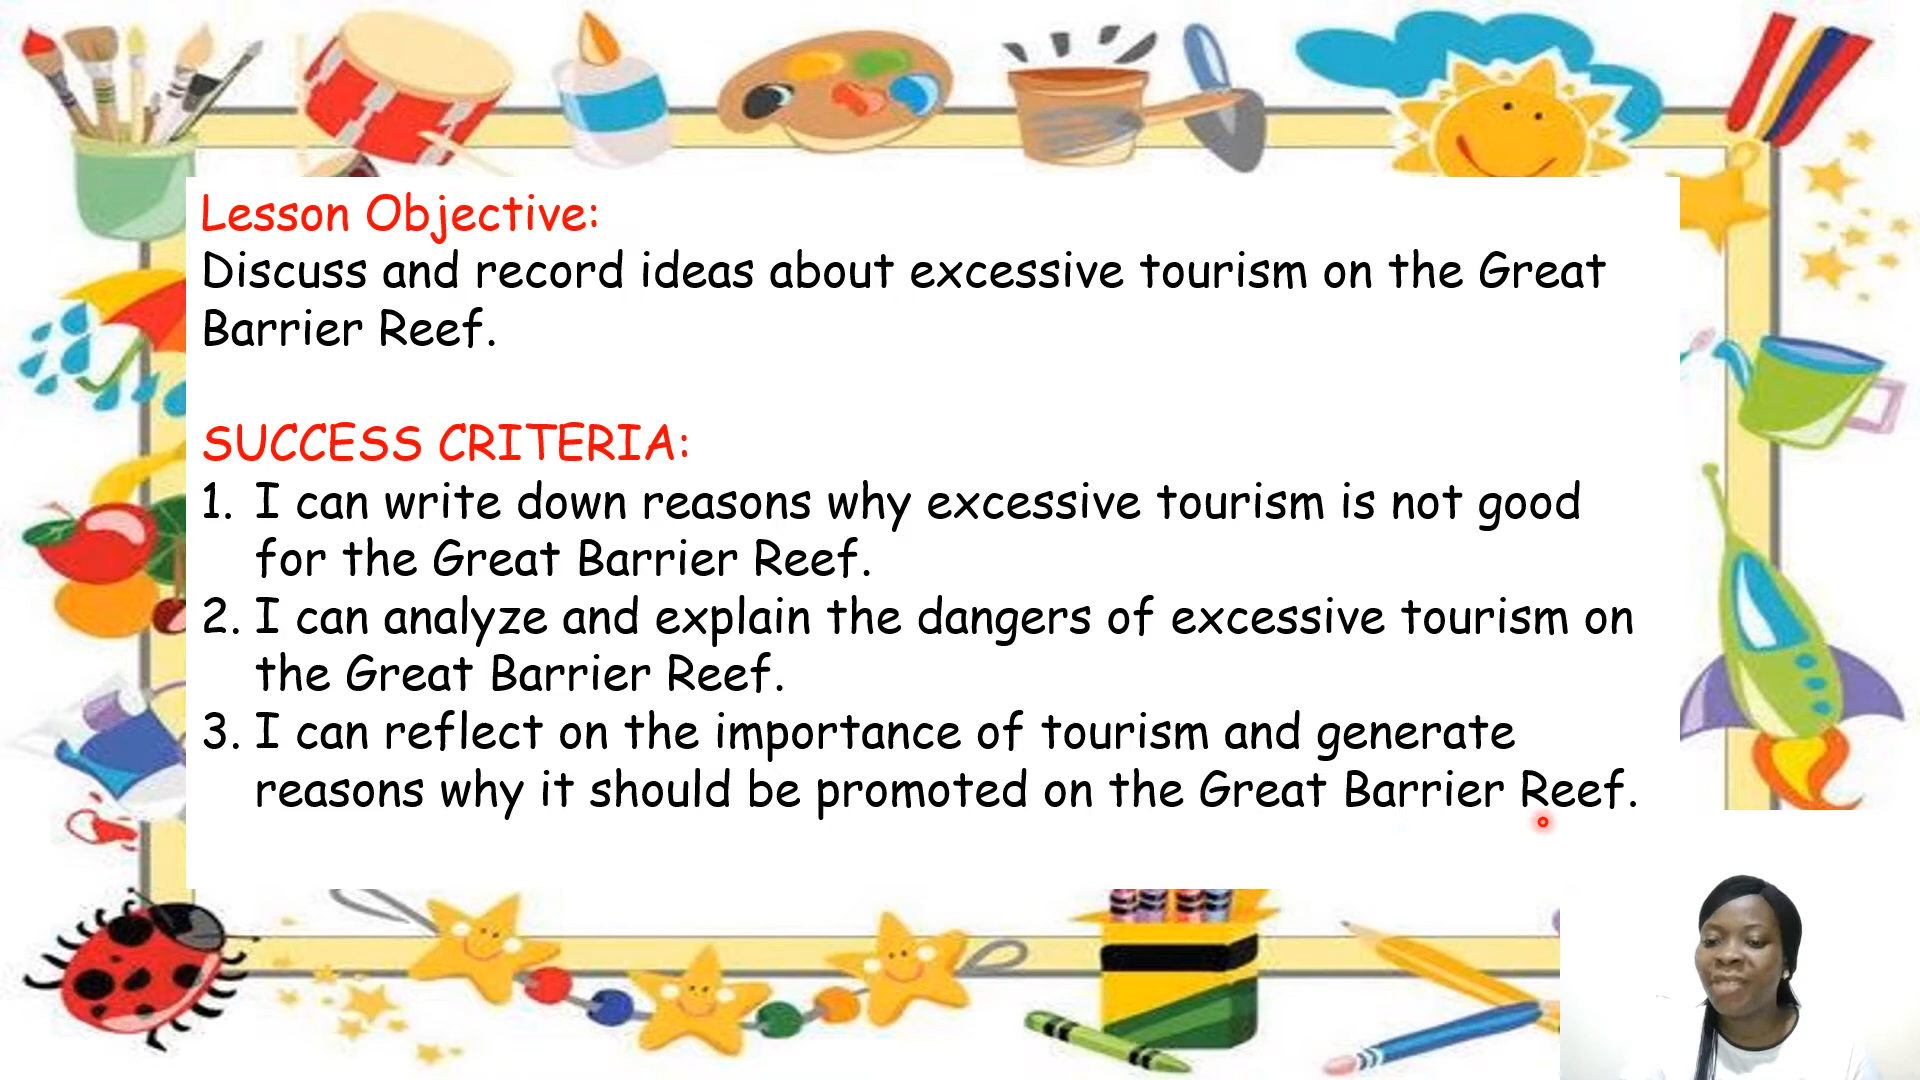 Lesson Objective:
Discuss and record ideas about excessive tourism on the Great
Barrier Reef.
SUCCESS CRITERIA:
1. I can write down reasons why excessive tourism is not good
for the Great Barrier Reef.
2. I can analyze and explain the dangers of excessive tourism on
the Great Barrier Reef.
3. I can reflect on the importance of tourism and generate
reasons why it should be promoted on the Great Barrier Reef.